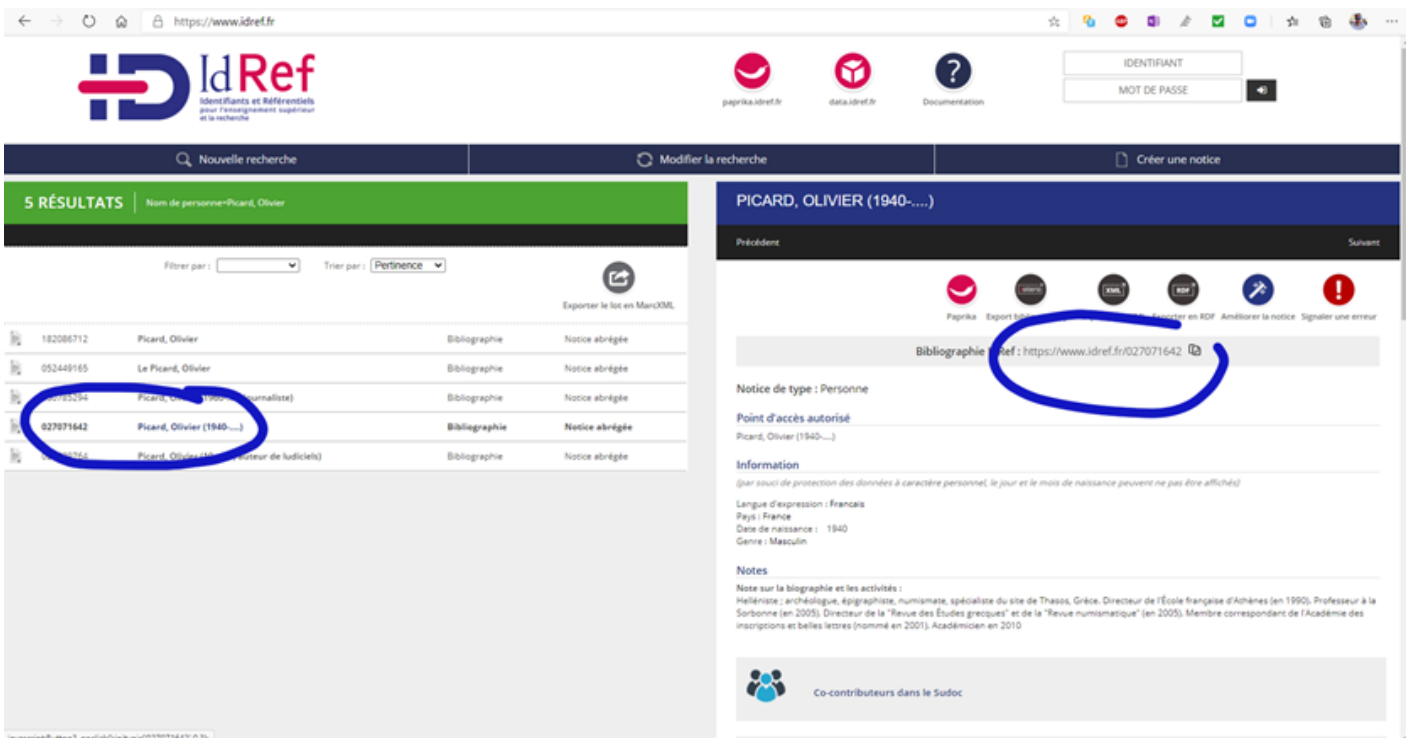 https://www.idref.fr
IdRef
Identifiants et Référentiels
pour l'enseignement supérieur
et la recherche
paprika.idref.fr
data.idref.fr
Documentation
IDENTIFIANT
MOT DE PASSE
Nouvelle recherche
Modifier la recherche
Créer une notice
5 RÉSULTATS
Nom de personne=Picard, Olivier
Filtrer par :
Trier par : Pertinence
Exporter le lot en MarcXML
182086712 Picard, Olivier Bibliographie Notice abrégée
052449165 Le Picard, Olivier Bibliographie Notice abrégée
Picard, journaliste) Bibliographie Notice abrégée
027071642 Picard, Olivier (1940-....) Bibliographie Notice abrégée
Picard, Olivier auteur de ludiciels) Bibliographie Notice abrégée
PICARD, OLIVIER (1940-....)
Précédent
Suivant
Paprika
Export
en RDF
Améliorer la notice
Signaler une erreur
Bibliographie Ref : https://www.idref.fr/027071642
Notice de type : Personne
Point d'accès autorisé
Picard, Olivier (1940-....)
Information
(par souci de protection des données à caractère personnel, le jour et le mois de naissance peuvent ne pas être affichés)
Langue d'expression : Francais
Pays : France
Date de naissance : 1940
Genre : Masculin
Notes
Note sur la biographie et les activités :
Helléniste ; archéologue, épigraphiste, numismate, spécialiste du site de Thasos, Grèce. Directeur de l'École française d'Athènes (en 1990). Professeur à la
Sorbonne (en 2005). Directeur de la "Revue des Études grecques" et de la "Revue numismatique" (en 2005). Membre correspondant de l'Académie des
inscriptions et belles lettres (nommé en 2001). Académicien en 2010
Co-contributeurs dans le Sudoc